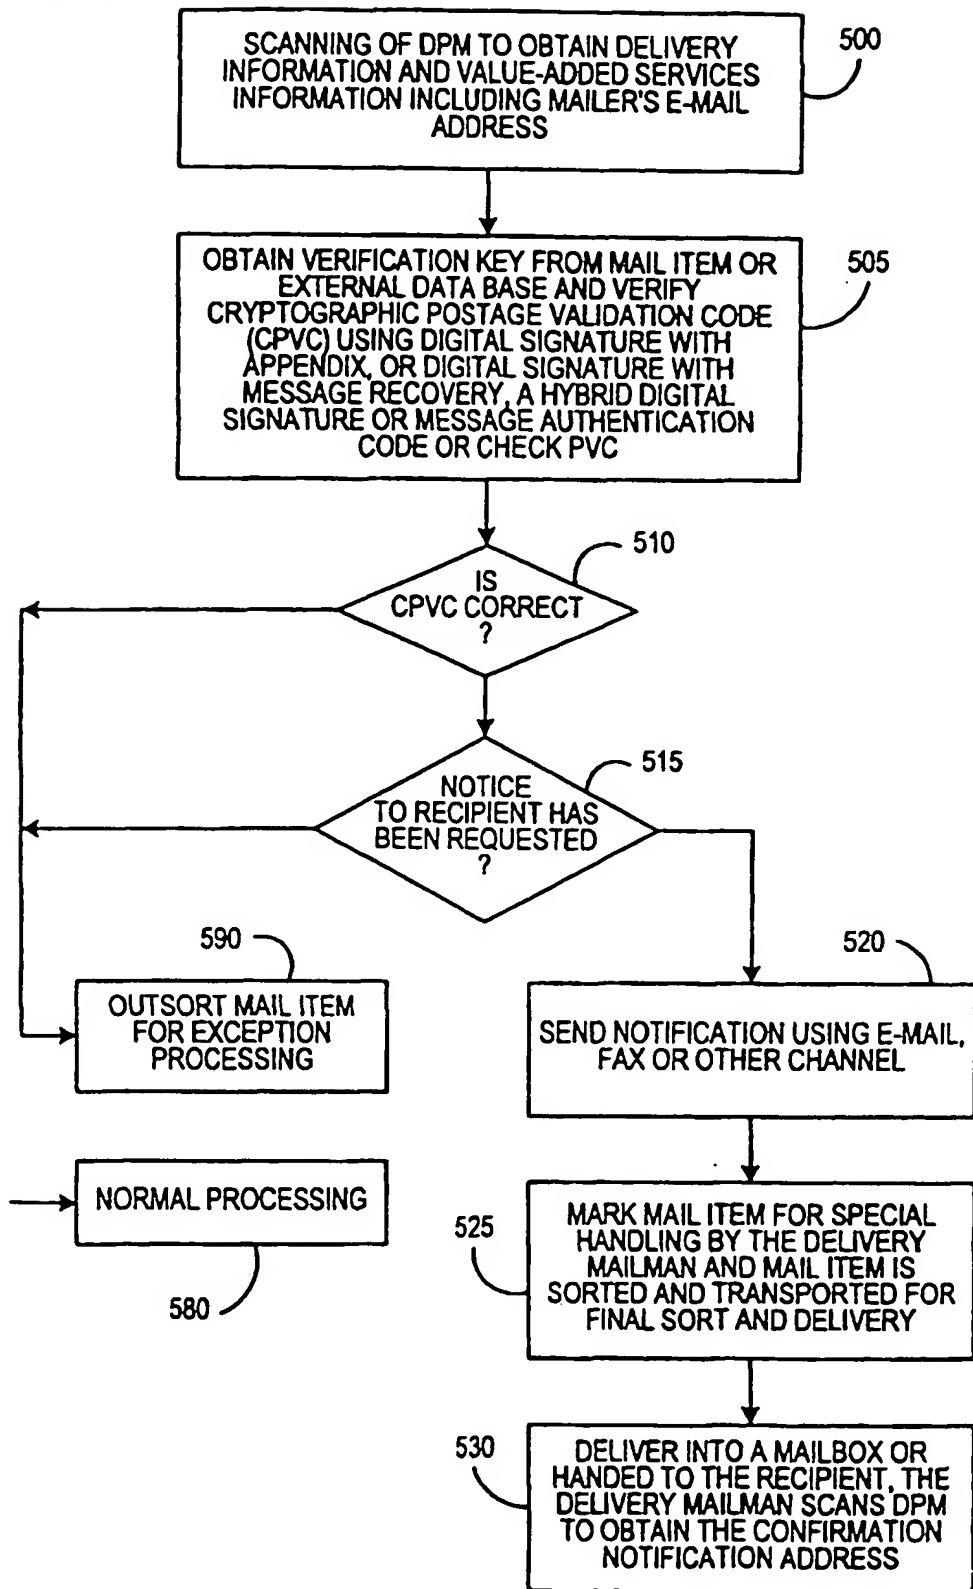 SCANNING OF DPM TO OBTAIN DELIVERY
INFORMATION AND VALUE-ADDED SERVICES
INFORMATION INCLUDING MAILER'S E-MAIL
ADDRESS
500
OBTAIN VERIFICATION KEY FROM MAIL ITEM OR
EXTERNAL DATA BASE AND VERIFY
CRYPTOGRAPHIC POSTAGE VALIDATION CODE
(CPVC) USING DIGITAL SIGNATURE WITH
APPENDIX, OR DIGITAL SIGNATURE WITH
MESSAGE RECOVERY, A HYBRID DIGITAL
SIGNATURE OR MESSAGE AUTHENTICATION
CODE OR CHECK PVC
505
IS
CPVC CORRECT
?
510
NOTICE
TO RECIPIENT HAS
BEEN REQUESTED
?
515
590
OUTSORT MAIL ITEM
FOR EXCEPTION
PROCESSING
520
SEND NOTIFICATION USING E-MAIL,
FAX OR OTHER CHANNEL
NORMAL PROCESSING
580
525
MARK MAIL ITEM FOR SPECIAL
HANDLING BY THE DELIVERY
MAILMAN AND MAIL ITEM IS
SORTED AND TRANSPORTED FOR
FINAL SORT AND DELIVERY
530
DELIVER INTO A MAILBOX OR
HANDED TO THE RECIPIENT, THE
DELIVERY MAILMAN SCANS DPM
TO OBTAIN THE CONFIRMATION
NOTIFICATION ADDRESS